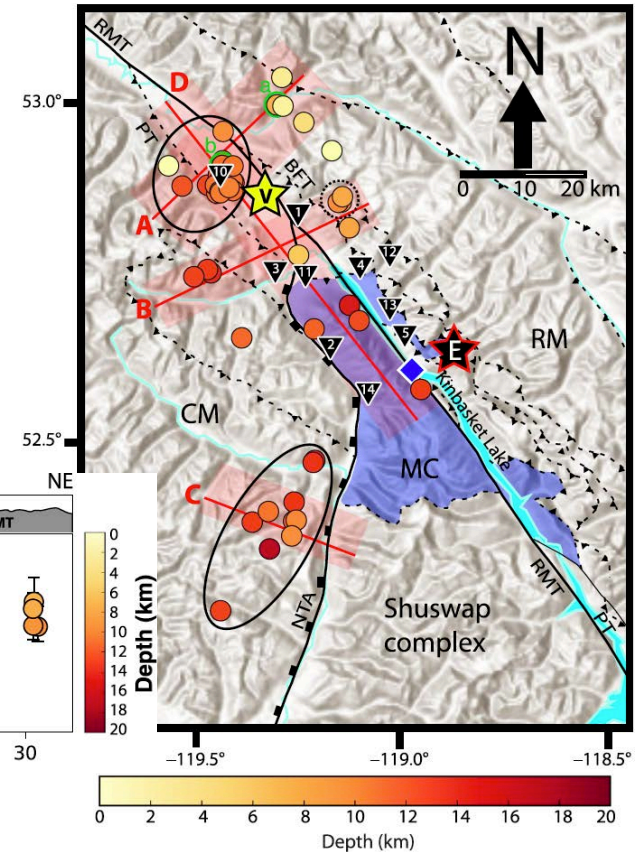 RMT
D
N
53.0°
a
PT
b
10
BFT
0
10
20 km
V
A
1
12
3
11
4
B
13
5
E
RM
2
14
Kinbasket Lake
CM
52.5°
MC
NE
C
MT
0
2
4
6
8
10
12
14
16
18
20
Depth (km)
RMT
PT
NTA
Shuswap
complex
30
−119.5°
−119.0°
−118.5°
0 2 4 6 8 10 12 14 16 18 20
Depth (km)